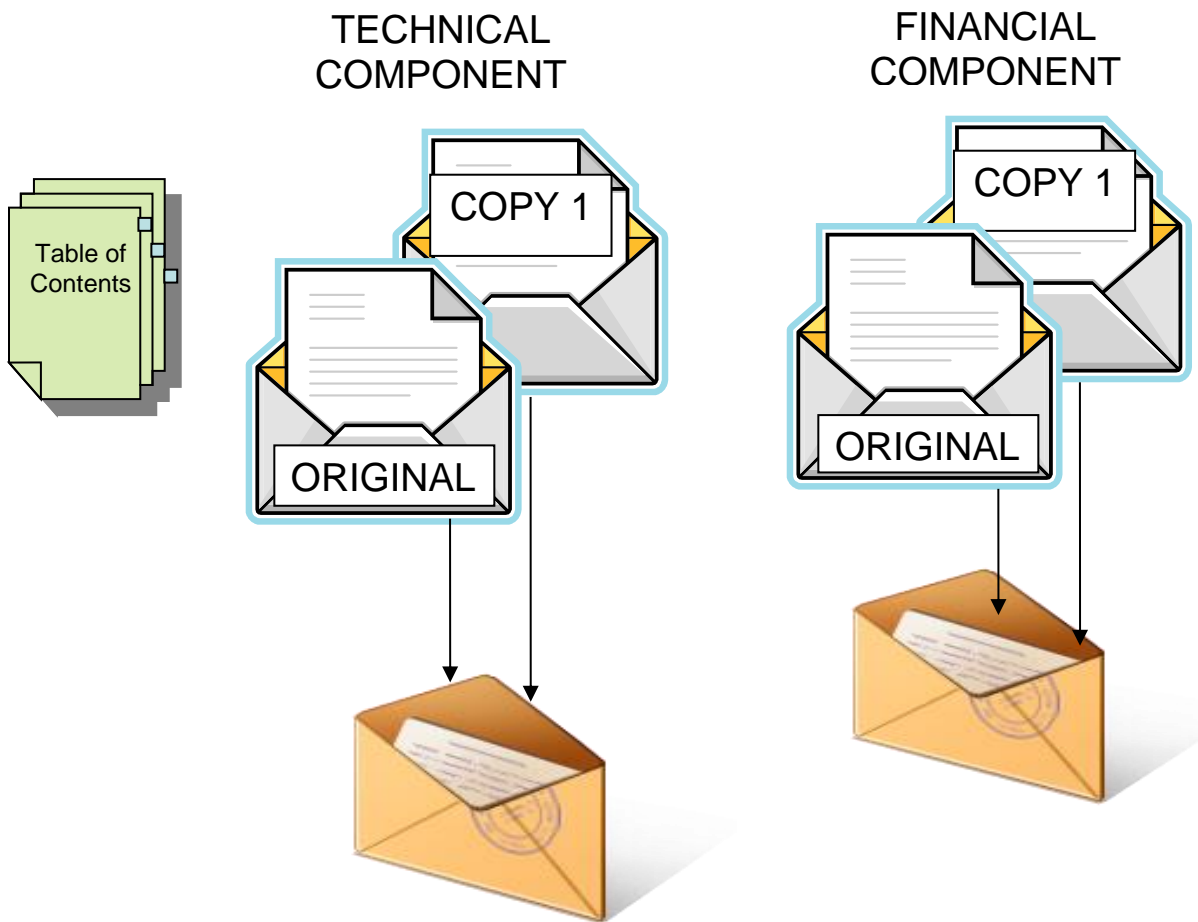 TECHNICAL
COMPONENT
FINANCIAL
COMPONENT
Table of
Contents
COPY 1
ORIGINAL
COPY 1
ORIGINAL